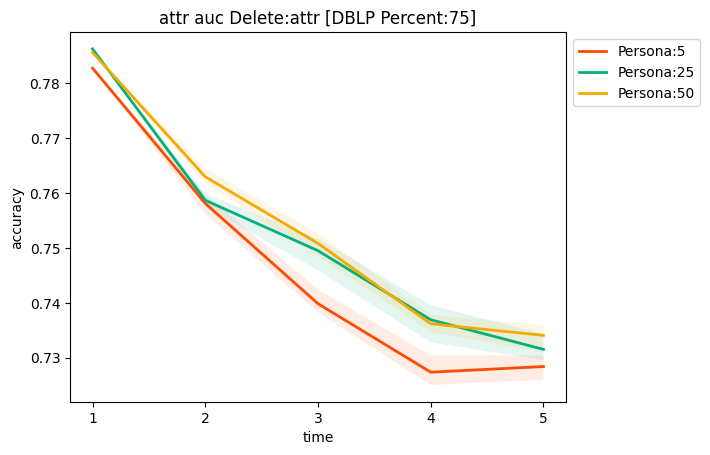 attr auc Delete:attr [DBLP Percent:75]
Persona:5
Persona:25
Persona:50
accuracy
0.78
0.77
0.76
0.75
0.74
0.73
1 2 3 4 5
time